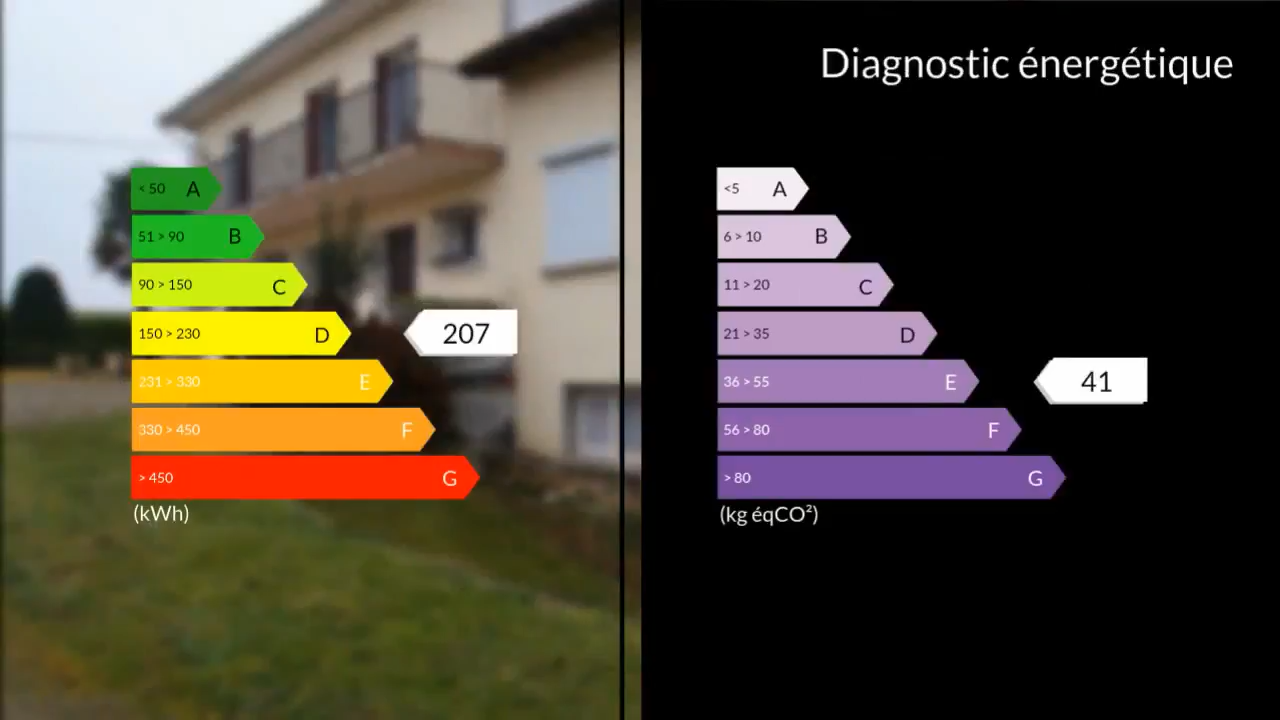 Diagnostic énergétique
< 50 A
51 > 90 B
90 > 150 C
150 > 230 D
207
231 > 330 E
330 > 450 F
> 450 G
(kWh)
<5 A
6 > 10 B
11 > 20 C
21 > 35 D
36 > 55 E
41
56 > 80 F
> 80 G
(kg éqCO²)